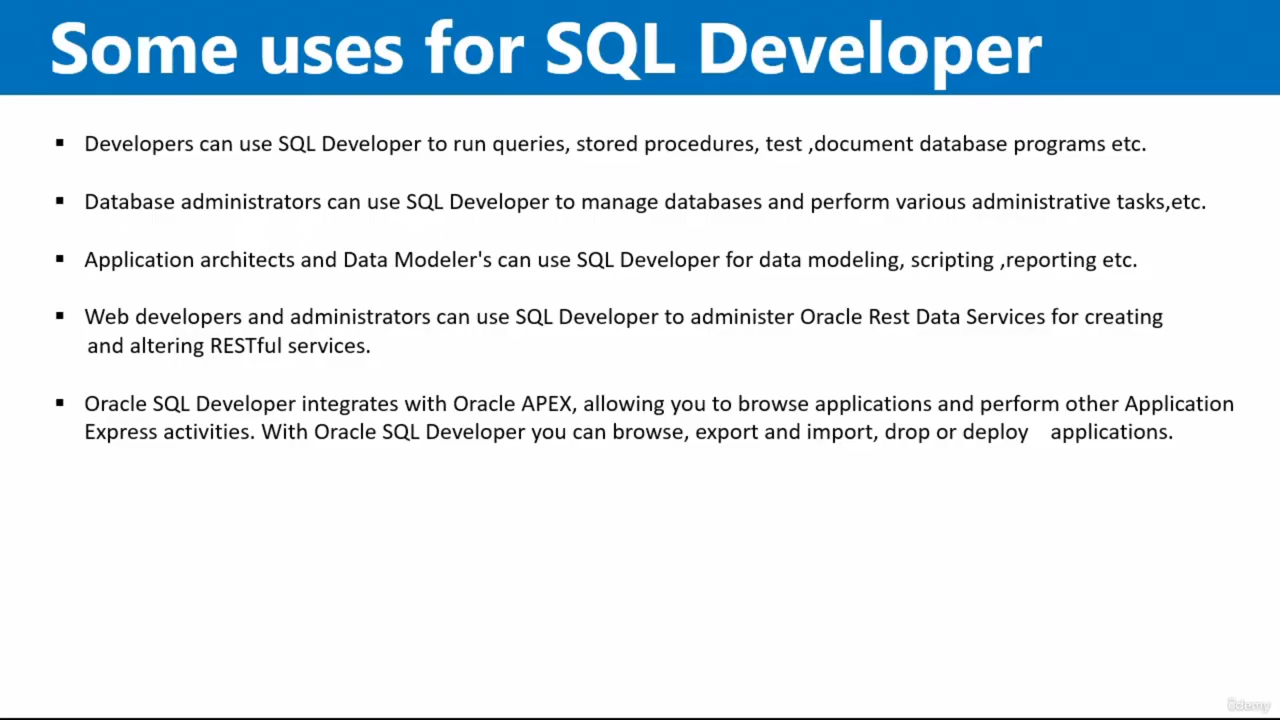 Some uses for SQL Developer
▪ Developers can use SQL Developer to run queries, stored procedures, test ,document database programs etc.
▪ Database administrators can use SQL Developer to manage databases and perform various administrative tasks,etc.
▪ Application architects and Data Modeler's can use SQL Developer for data modeling, scripting ,reporting etc.
▪ Web developers and administrators can use SQL Developer to administer Oracle Rest Data Services for creating
and altering RESTful services.
▪ Oracle SQL Developer integrates with Oracle APEX, allowing you to browse applications and perform other Application
Express activities. With Oracle SQL Developer you can browse, export and import, drop or deploy    applications.
Udemy